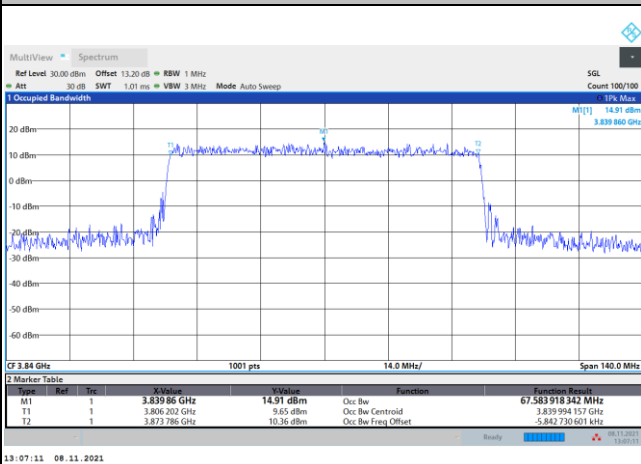 MultiView Spectrum
Ref Level 30.00 dBm Offset 13.20 dB RBW 1 MHz SGL
Att 30 dB SWT 1.01 ms VBW 3 MHz Mode Auto Sweep Count 100/100
1 Occupied Bandwidth 1Pk Max
M1[1] 14.91 dBm
3.839 860 GHz
M1
20 dBm
T1 T2
10 dBm
0 dBm
-10 dBm
-20 dBm
-30 dBm
-40 dBm
-50 dBm
-60 dBm
CF 3.84 GHz 1001 pts 14.0 MHz/ Span 140.0 MHz
2 Marker Table
Type Ref Trc X-Value Y-Value Function Function Result
M1 1 3.83986 GHz 14.91 dBm Occ Bw 67.583 918 342 MHz
T1 1 3.806 202 GHz 9.65 dBm Occ Bw Centroid 3.839 994 157 GHz
T2 1 3.873 786 GHz 10.36 dBm Occ Bw Freq Offset -5.842 730 601 kHz
Ready 08.11.2021
13:07:11
13:07:11 08.11.2021